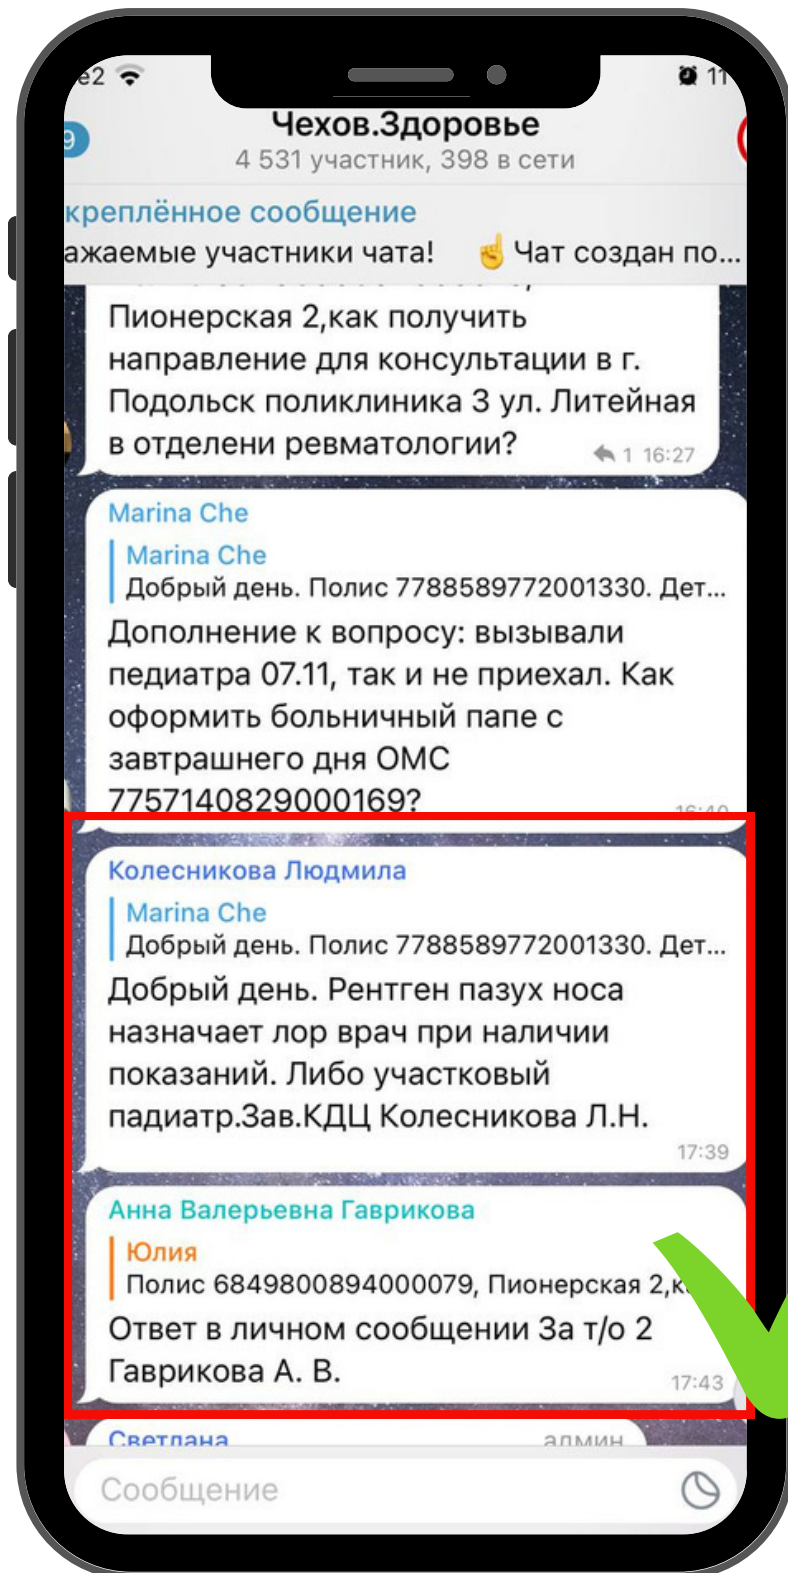 e2
11
9
Чехов.Здоровье
4 531 участник, 398 в сети
креплённое сообщение
ажаемые участники чата! ☝ Чат создан по...
Пионерская 2,как получить
направление для консультации в г.
Подольск поликлиника 3 ул. Литейная
в отделени ревматологии?
1 16:27
Marina Che
Marina Che
Добрый день. Полис 7788589772001330. Дет...
Дополнение к вопросу: вызывали
педиатра 07.11, так и не приехал. Как
оформить больничный папе с
завтрашнего дня ОМС
7757140829000169?
16:40
Колесникова Людмила
Marina Che
Добрый день. Полис 7788589772001330. Дет...
Добрый день. Рентген пазух носа
назначает лор врач при наличии
показаний. Либо участковый
падиатр.Зав.КДЦ Колесникова Л.Н.
17:39
Анна Валерьевна Гаврикова
Юлия
Полис 6849800894000079, Пионерская 2,к
Ответ в личном сообщении За т/о 2
Гаврикова А. В.
17:43
Светлана
админ
Сообщение